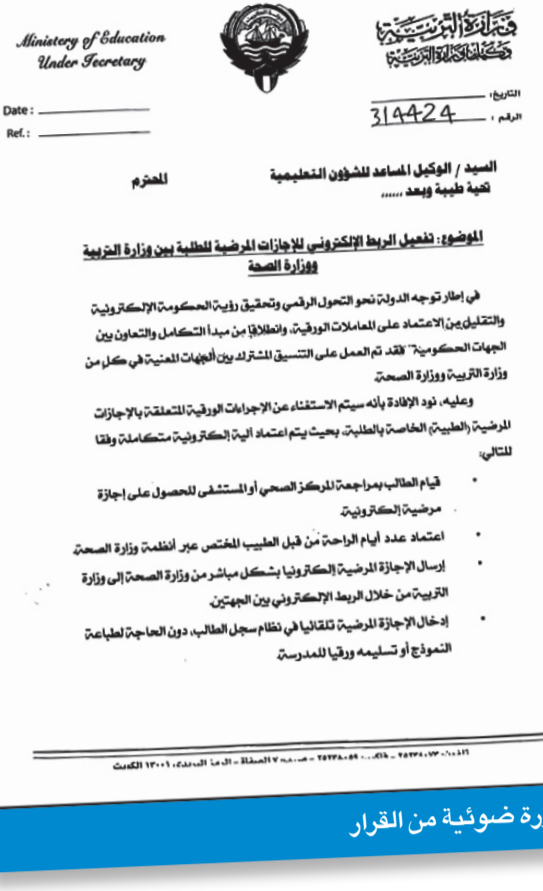 Ministery of Education
Under Secretary
وزارة التربية
وكيل وزارة التربية
Date :
Ref. :
التاريخ:
الرقم : 314424
السيد / الوكيل المساعد للشؤون التعليمية المحترم
تحية طيبة وبعد ......
الموضوع: تفعيل الربط الإلكتروني للإجازات المرضية للطلبة بين وزارة التربية
ووزارة الصحة
في إطار توجه الدولة نحو التحول الرقمي وتحقيق رؤية الحكومة الإلكترونية
والتقليل من الاعتماد على المعاملات الورقية، وانطلاقا من مبدأ التكامل والتعاون بين
الجهات الحكومية" فقد تم العمل على التنسيق المشترك بين الجهات المعنية في كل من
وزارة التربية ووزارة الصحة.
وعليه، نود الإفادة بأنه سيتم الاستغناء عن الإجراءات الورقية المتعلقة بالإجازات
المرضية (الطبية) الخاصة بالطلبة، بحيث يتم اعتماد آلية إلكترونية متكاملة وفقا
للتالي:
• قيام الطالب بمراجعة المركز الصحي أو المستشفى للحصول على إجازة
مرضية إلكترونية.
• اعتماد عدد أيام الراحة من قبل الطبيب المختص عبر أنظمة وزارة الصحة.
• إرسال الإجازة المرضية إلكترونيا بشكل مباشر من وزارة الصحة إلى وزارة
التربية من خلال الربط الإلكتروني بين الجهتين.
• إدخال الإجازة المرضية تلقائيا في نظام سجل الطالب، دون الحاجة لطباعة
النموذج أو تسليمه ورقيا للمدرسة.
٧ الصفاة – الرمز البريدي ١٣٠٠١ الكويت
ورة ضوئية من القرار